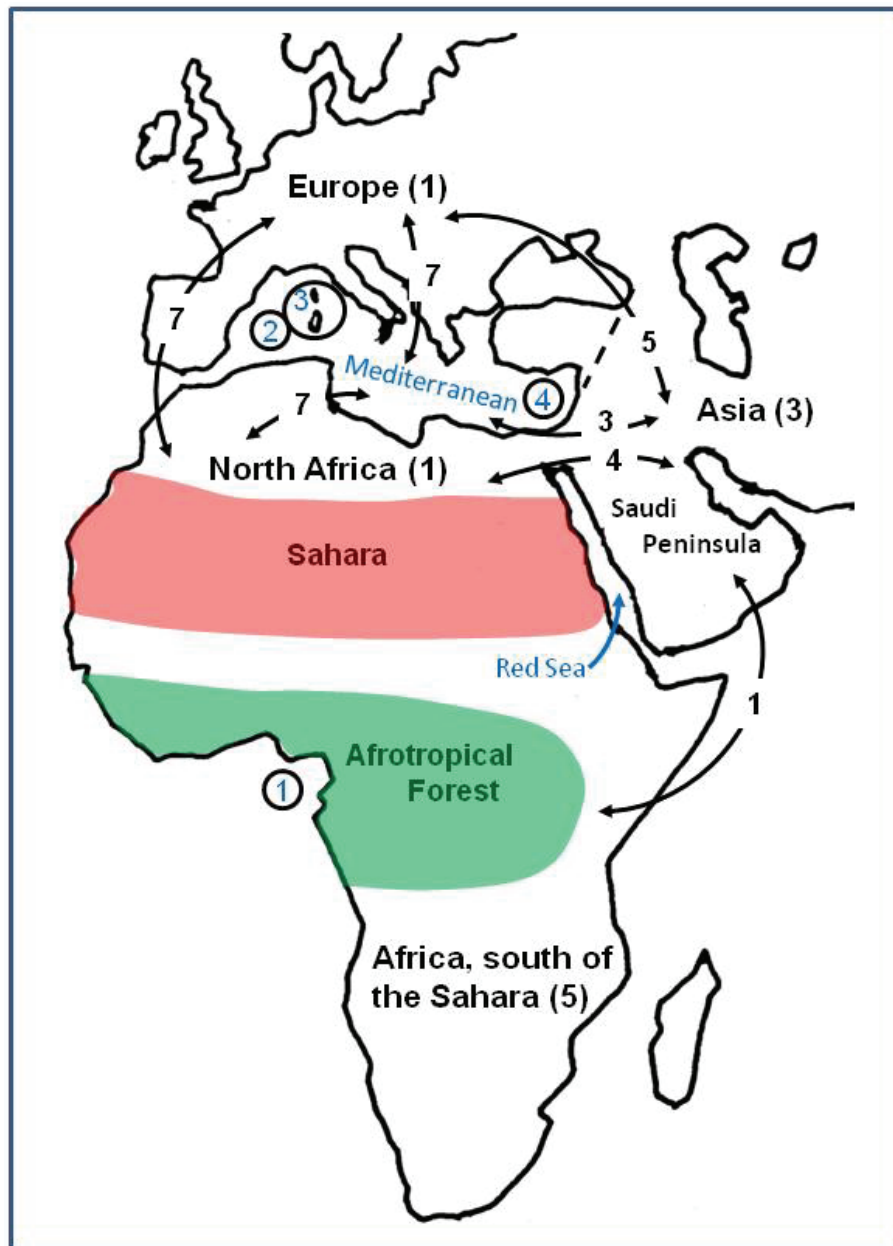 Europe (1)
7
7
3
2
5
Mediterranean
4
7
Asia (3)
3
North Africa (1)
4
Saudi
Peninsula
Sahara
Red Sea
1
Afrotropical
Forest
1
Africa, south of
the Sahara (5)